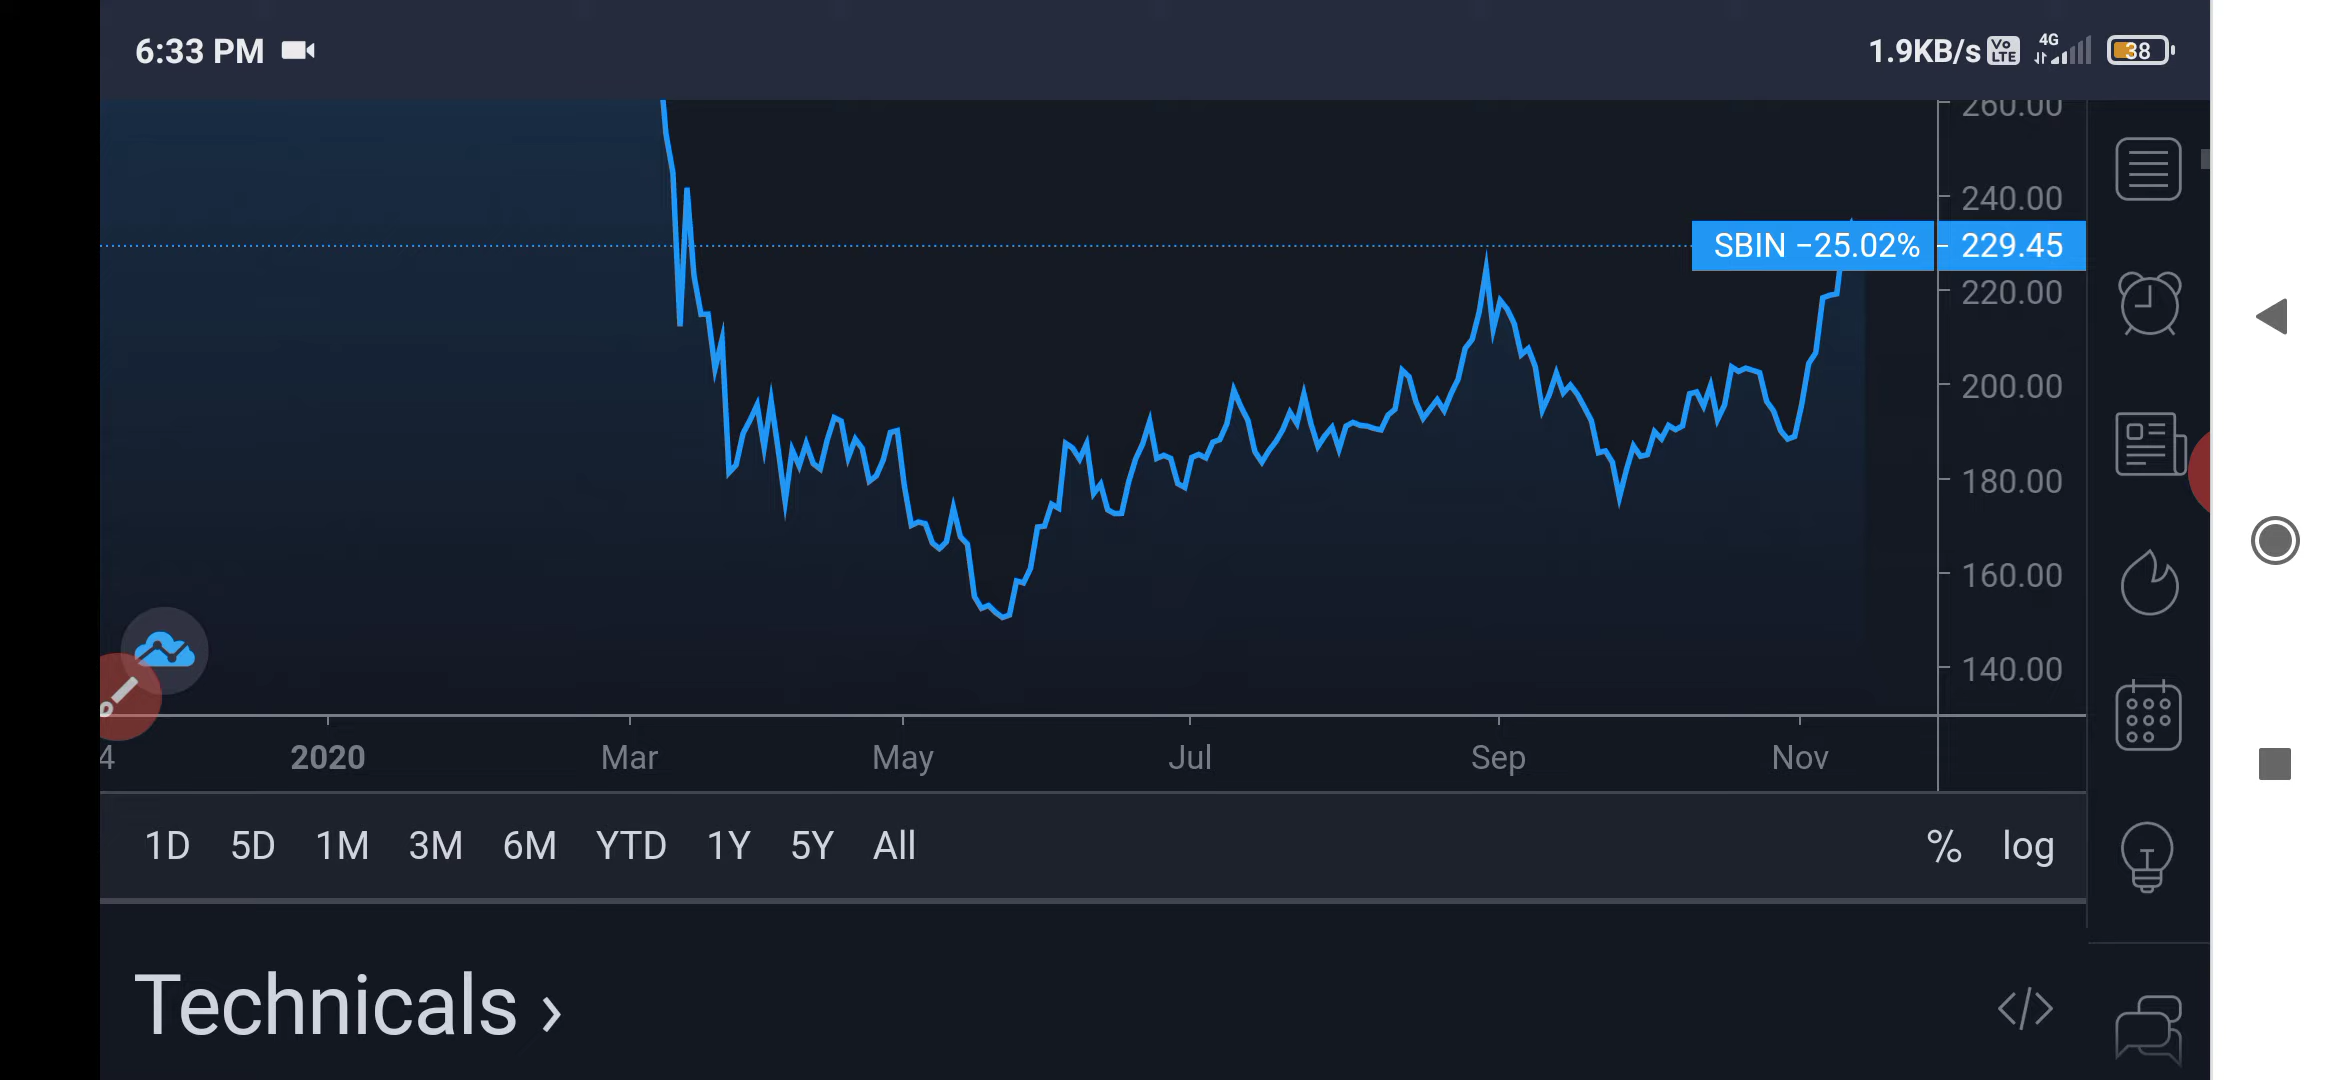 6:33 PM
1.9KB/s Vo LTE 4G 38
260.00
240.00
SBIN −25.02% 229.45
220.00
200.00
180.00
160.00
140.00
4 2020 Mar May Jul Sep Nov
1D 5D 1M 3M 6M YTD 1Y 5Y All % log
Technicals ›